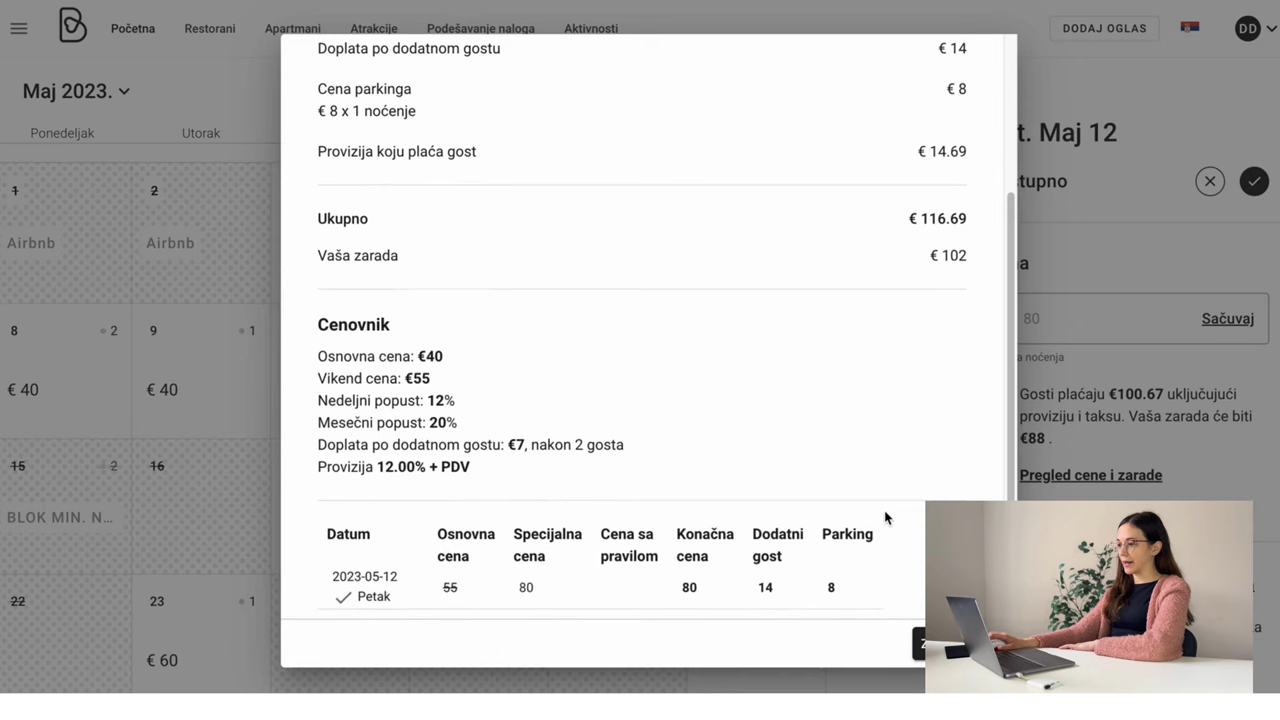 Početna Restorani Apartmani Atrakcije Podešavanje naloga Aktivnosti DODAJ OGLAS DD
Maj 2023.
Ponedeljak Utorak
1 2
Airbnb Airbnb
8 2 9 1
€ 40 € 40
15 2 16
BLOK MIN. N...
22 23 1
€ 60
Doplata po dodatnom gostu € 14
Cena parkinga € 8
€ 8 x 1 noćenje
Provizija koju plaća gost € 14.69
Ukupno € 116.69
Vaša zarada € 102
Cenovnik
Osnovna cena: €40
Vikend cena: €55
Nedeljni popust: 12%
Mesečni popust: 20%
Doplata po dodatnom gostu: €7, nakon 2 gosta
Provizija 12.00% + PDV
Datum Osnovna cena Specijalna cena Cena sa pravilom Konačna cena Dodatni gost Parking
2023-05-12
Petak 55 80 80 14 8
t. Maj 12
stupno
a
80 Sačuvaj
a noćenja
Gosti plaćaju €100.67 uključujući
proviziju i taksu. Vaša zarada će biti
€88 .
Pregled cene i zarade